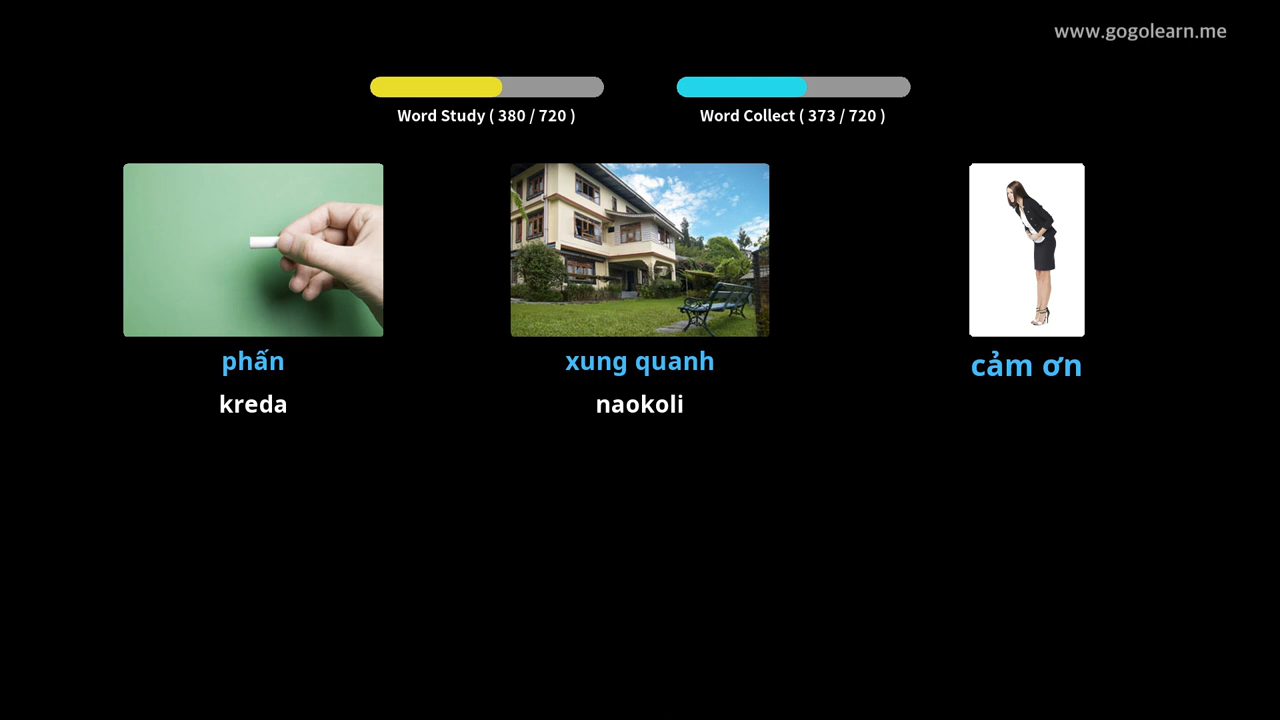 www.gogolearn.me
Word Study ( 380 / 720 )
Word Collect ( 373 / 720 )
phấn
kreda
xung quanh
naokoli
cảm ơn